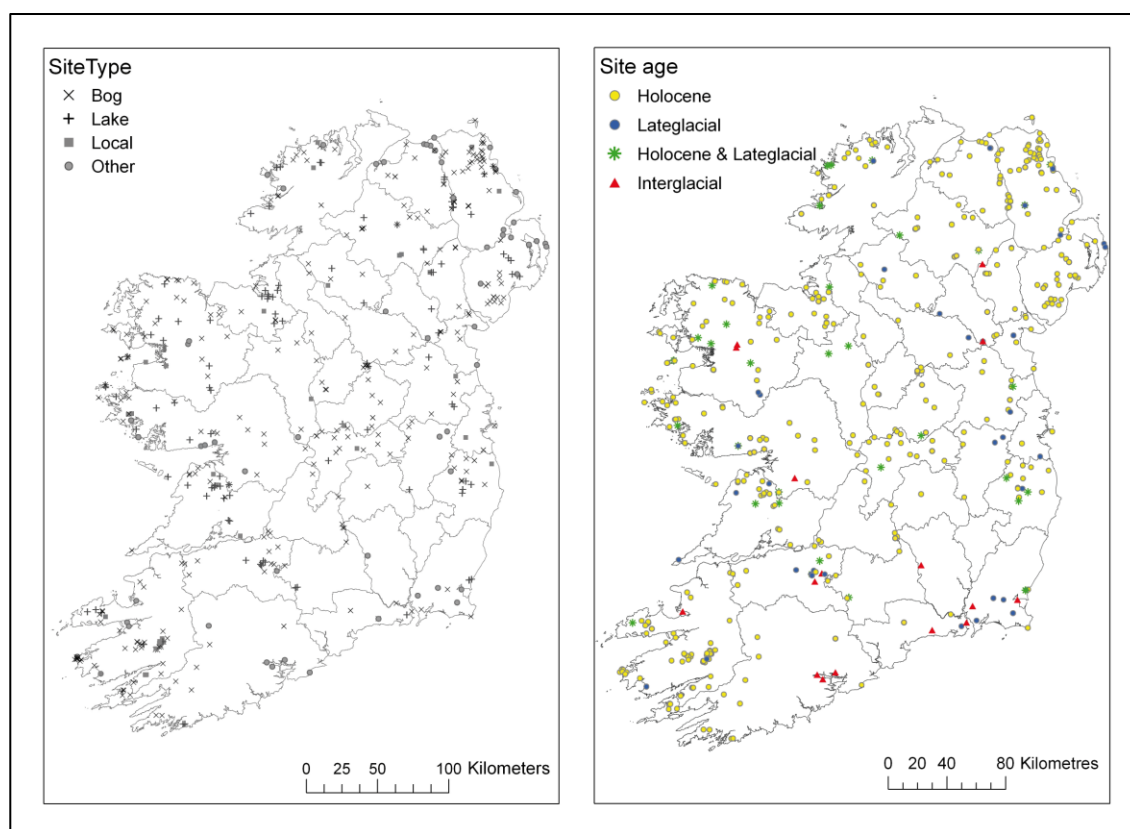 SiteType
Bog
Lake
Local
Other
0 25 50 100 Kilometers
Site age
Holocene
Lateglacial
Holocene & Lateglacial
Interglacial
0 20 40 80 Kilometres